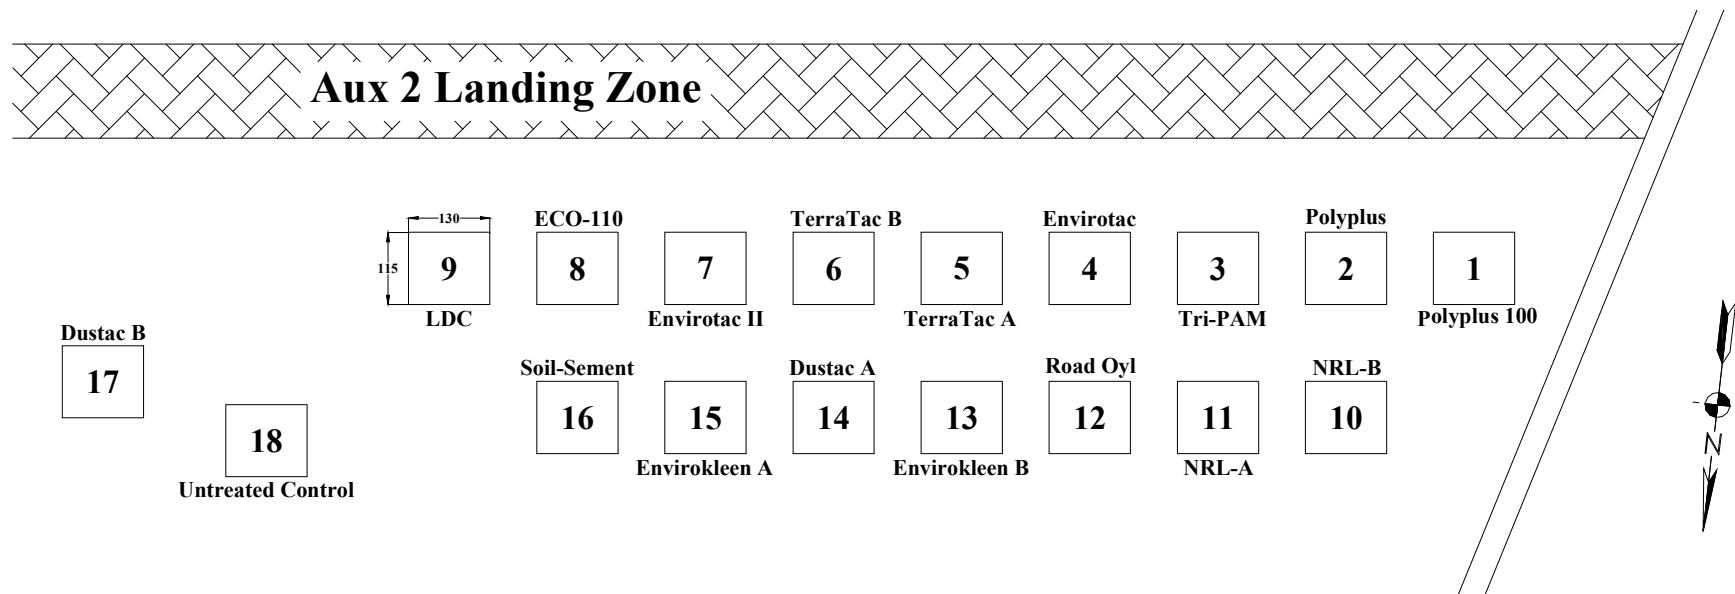 Aux 2 Landing Zone
130
ECO-110
TerraTac B
Envirotac
Polyplus
115
9
8
7
6
5
4
3
2
1
LDC
Envirotac II
TerraTac A
Tri-PAM
Polyplus 100
Dustac B
17
Soil-Sement
Dustac A
Road Oyl
NRL-B
18
16
15
14
13
12
11
10
Untreated Control
Envirokleen A
Envirokleen B
NRL-A
N